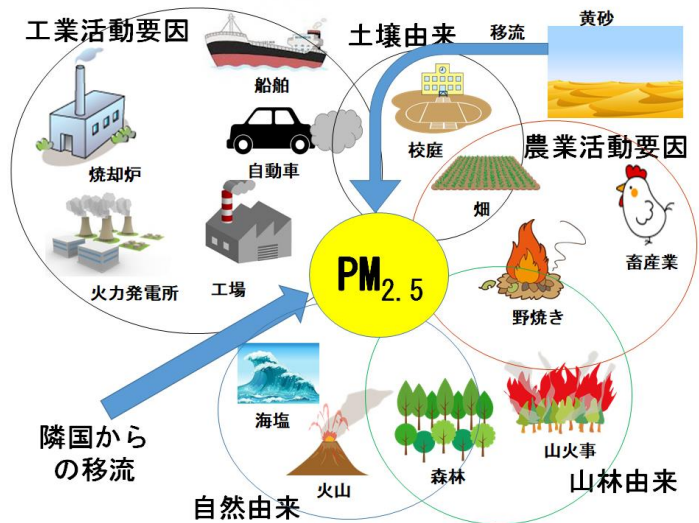 工業活動要因
船舶
焼却炉
自動車
火力発電所
工場
土壌由来
移流
黄砂
校庭
農業活動要因
畑
畜産業
野焼き
PM2.5
隣国から
の移流
海塩
火山
自然由来
森林
山火事
山林由来